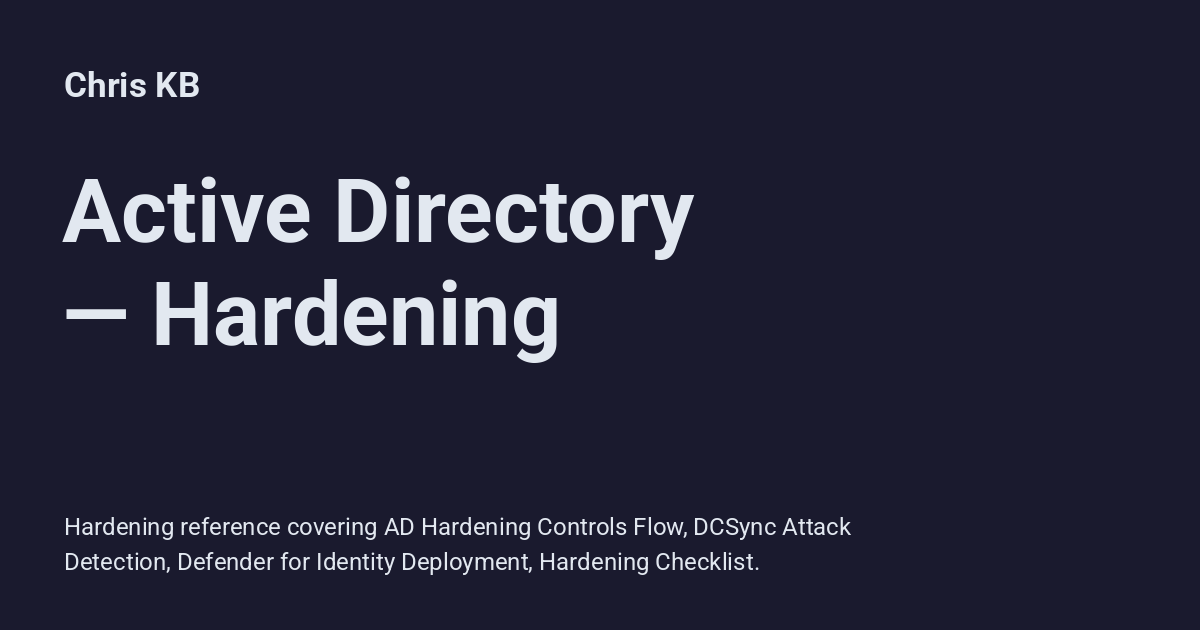 Chris KB
Active Directory
— Hardening
Hardening reference covering AD Hardening Controls Flow, DCSync Attack
Detection, Defender for Identity Deployment, Hardening Checklist.